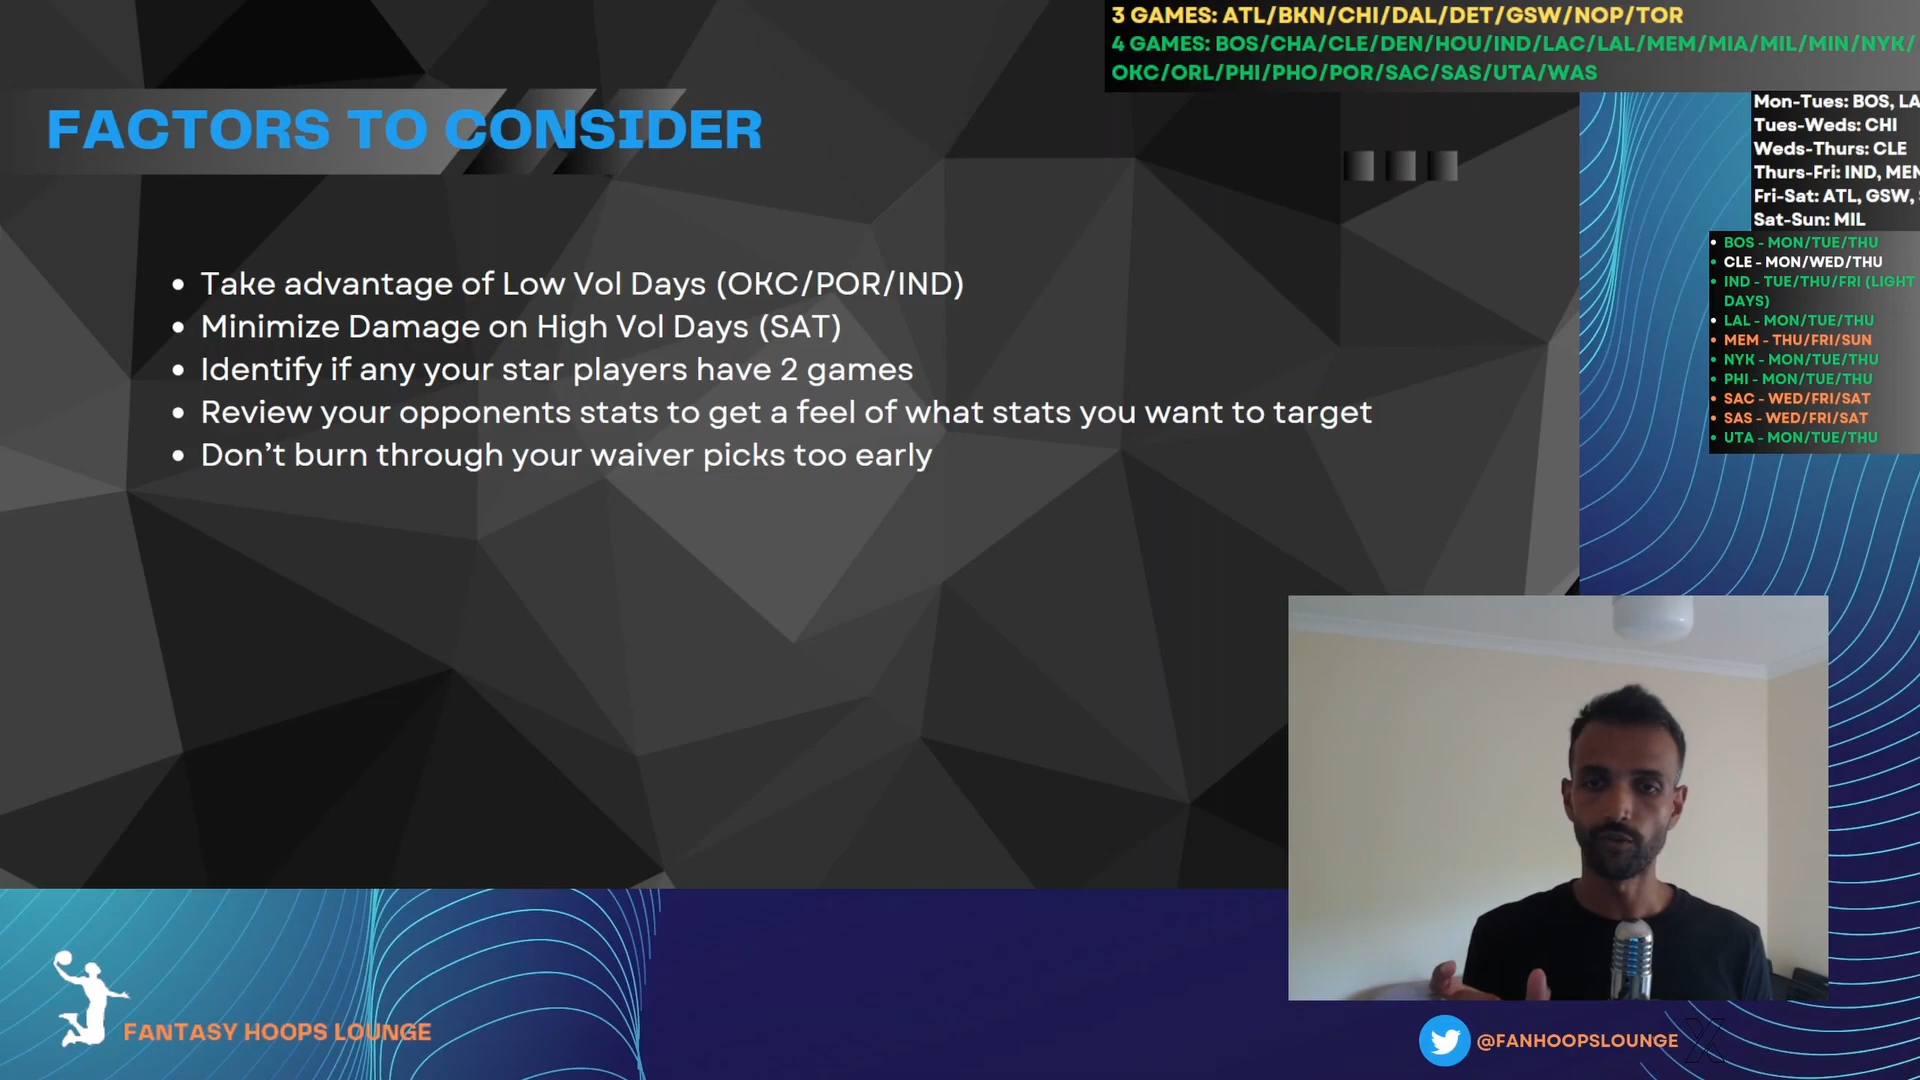 3 GAMES: ATL/BKN/CHI/DAL/DET/GSW/NOP/TOR
4 GAMES: BOS/CHA/CLE/DEN/HOU/IND/LAC/LAL/MEM/MIA/MIL/MIN/NYK/
OKC/ORL/PHI/PHO/POR/SAC/SAS/UTA/WAS
FACTORS TO CONSIDER
• Take advantage of Low Vol Days (OKC/POR/IND)
• Minimize Damage on High Vol Days (SAT)
• Identify if any your star players have 2 games
• Review your opponents stats to get a feel of what stats you want to target
• Don’t burn through your waiver picks too early
Mon-Tues: BOS, LA
Tues-Weds: CHI
Weds-Thurs: CLE
Thurs-Fri: IND, MEM
Fri-Sat: ATL, GSW,
Sat-Sun: MIL
• BOS - MON/TUE/THU
• CLE - MON/WED/THU
• IND - TUE/THU/FRI (LIGHT
DAYS)
• LAL - MON/TUE/THU
• MEM - THU/FRI/SUN
• NYK - MON/TUE/THU
• PHI - MON/TUE/THU
• SAC - WED/FRI/SAT
• SAS - WED/FRI/SAT
• UTA - MON/TUE/THU
FANTASY HOOPS LOUNGE
@FANHOOPSLOUNGE